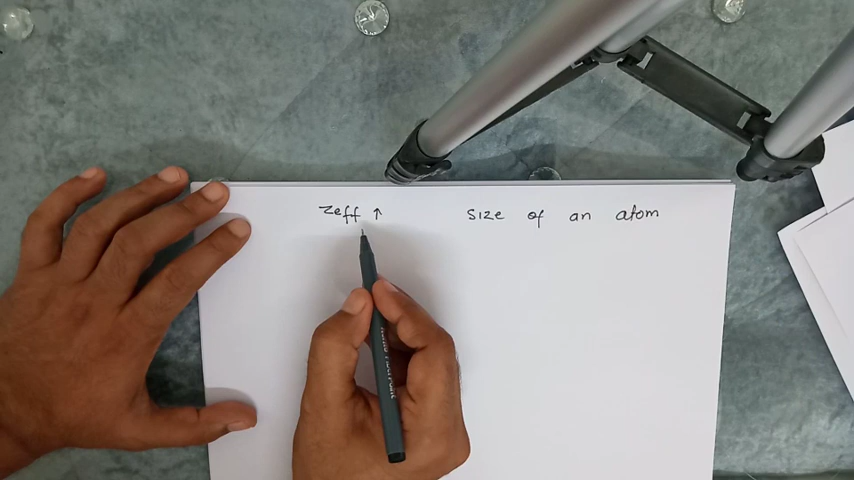 Zeff ↑ size of an atom